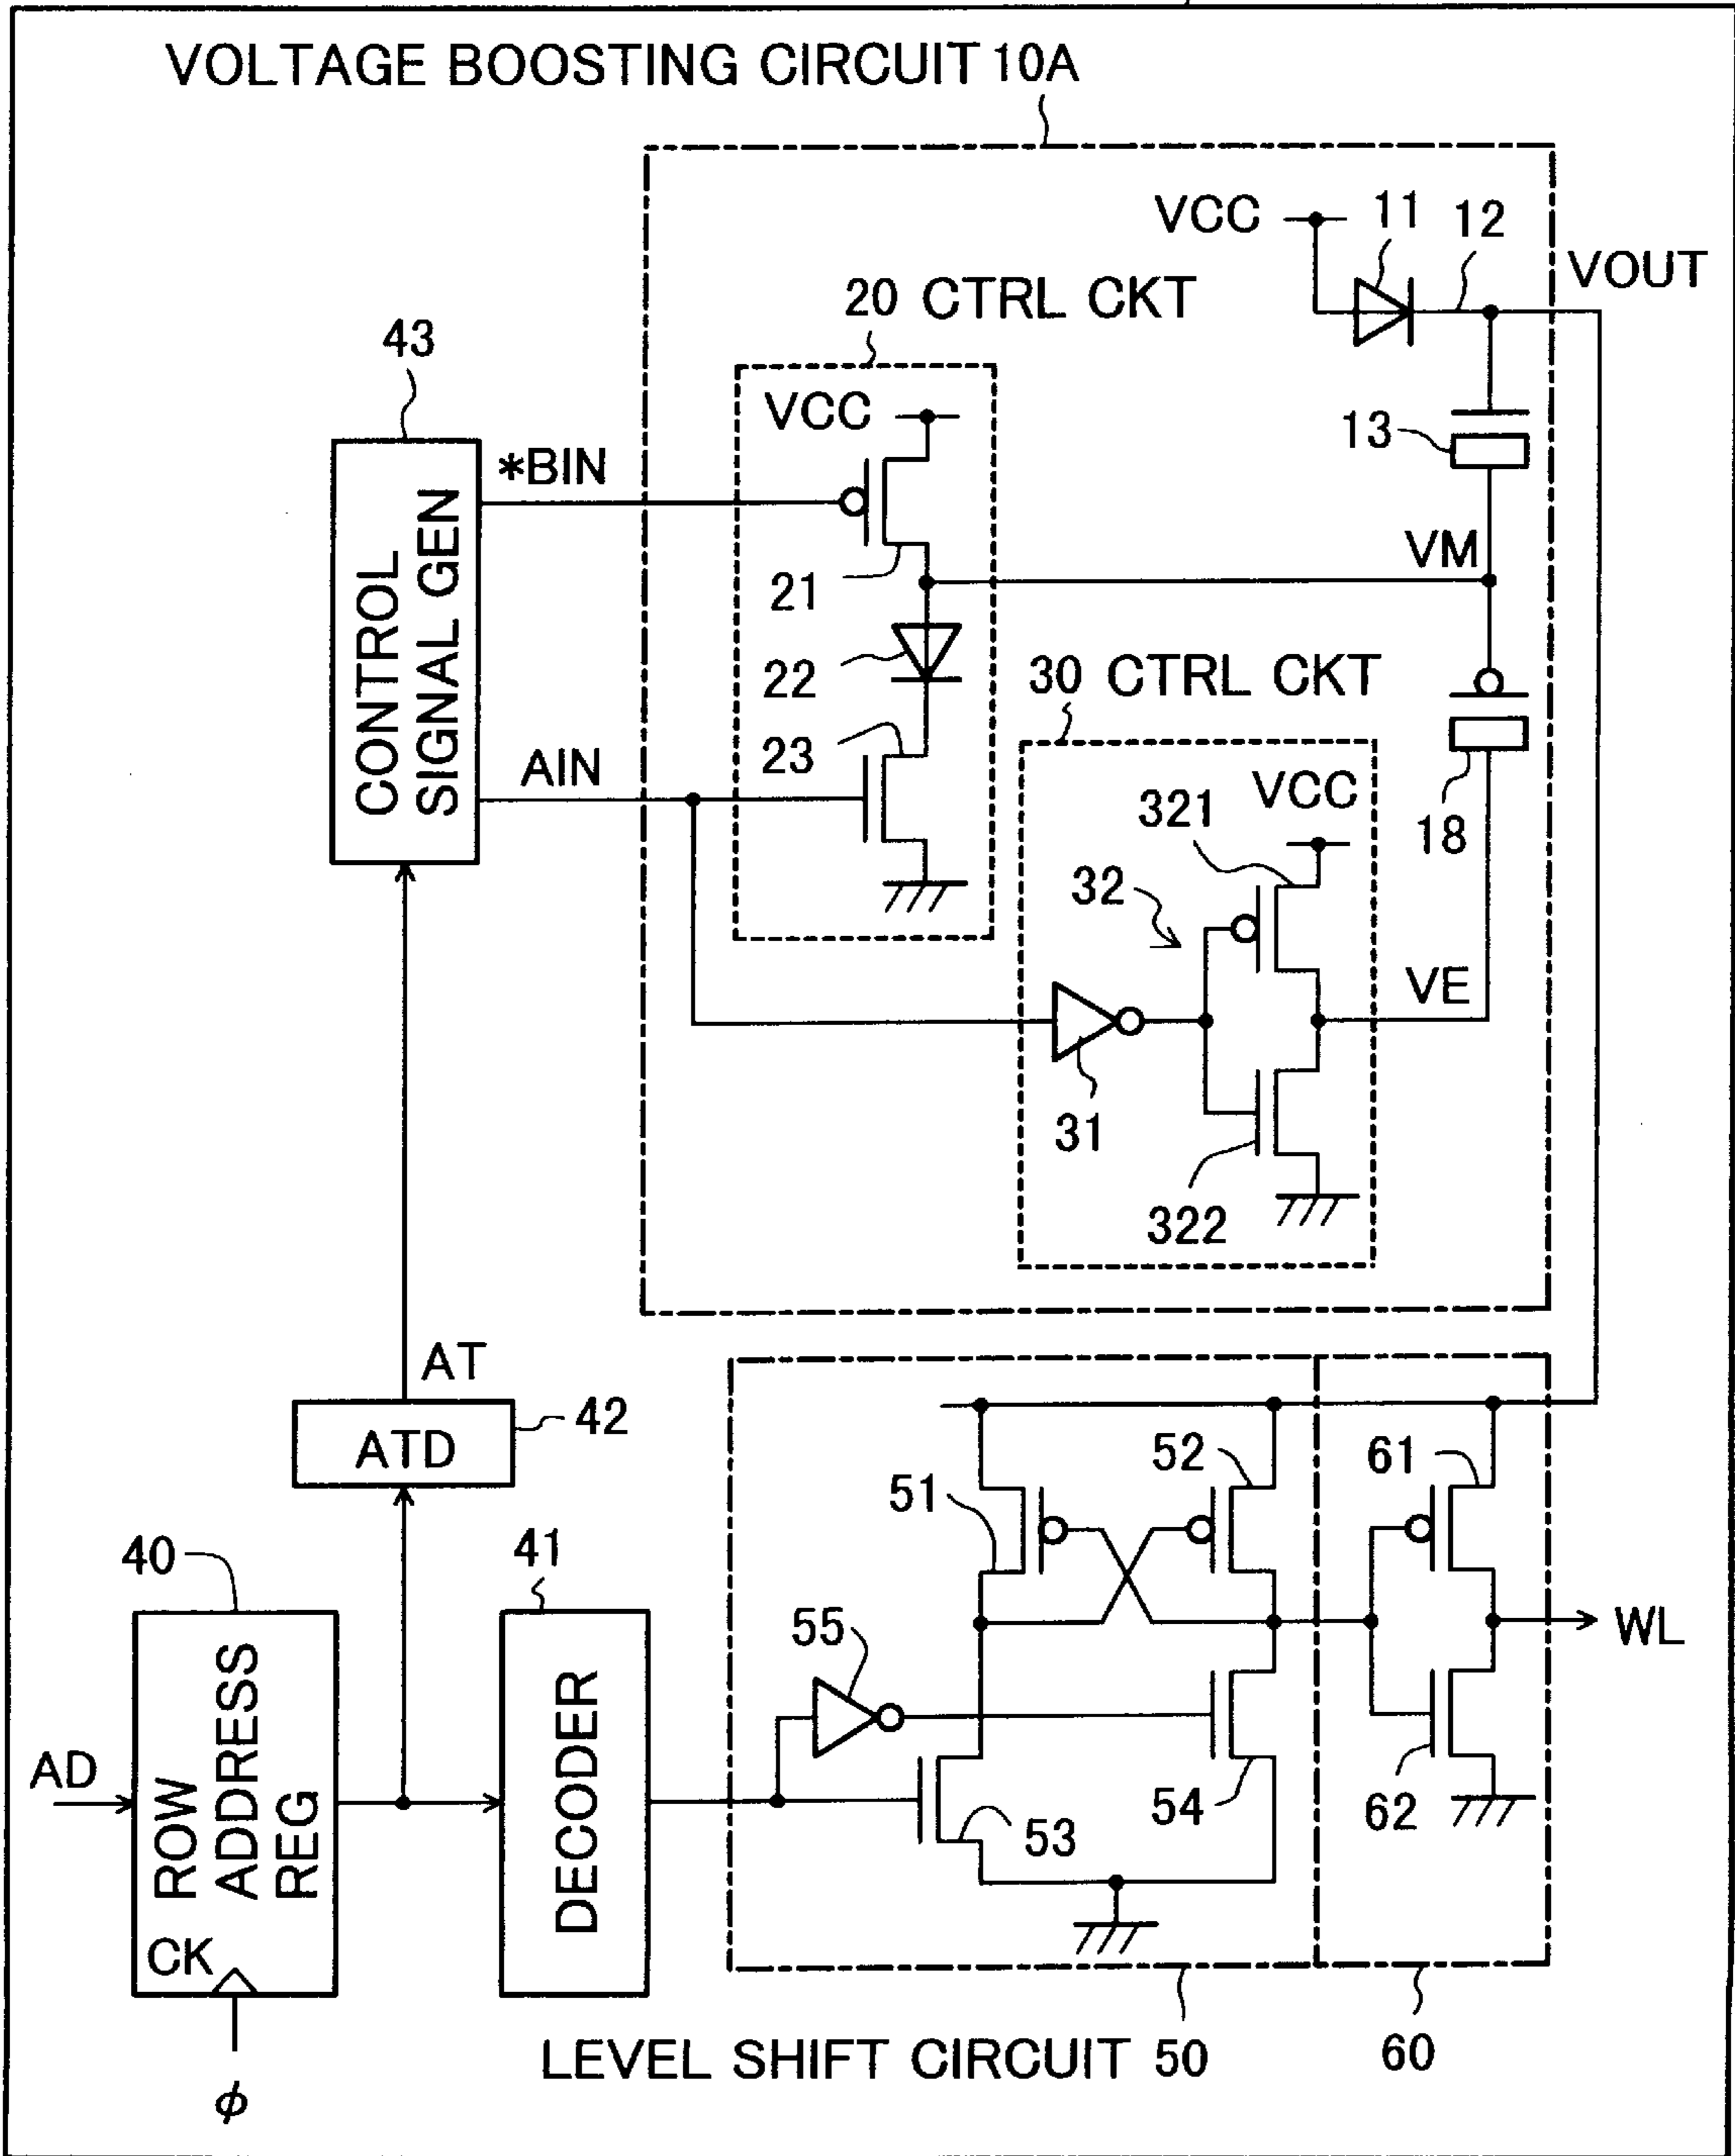 VOLTAGE BOOSTING CIRCUIT 10A
VCC
11
12
VOUT
20 CTRL CKT
43
VCC
13
*BIN
CONTROL
SIGNAL GEN
21
VM
22
30 CTRL CKT
23
AIN
VCC
321
18
32
VE
31
322
AT
42
ATD
52
61
51
40
41
55
WL
AD
ROW
ADDRESS
REG
DECODER
54
62
53
CK
LEVEL SHIFT CIRCUIT 50
60
ϕ